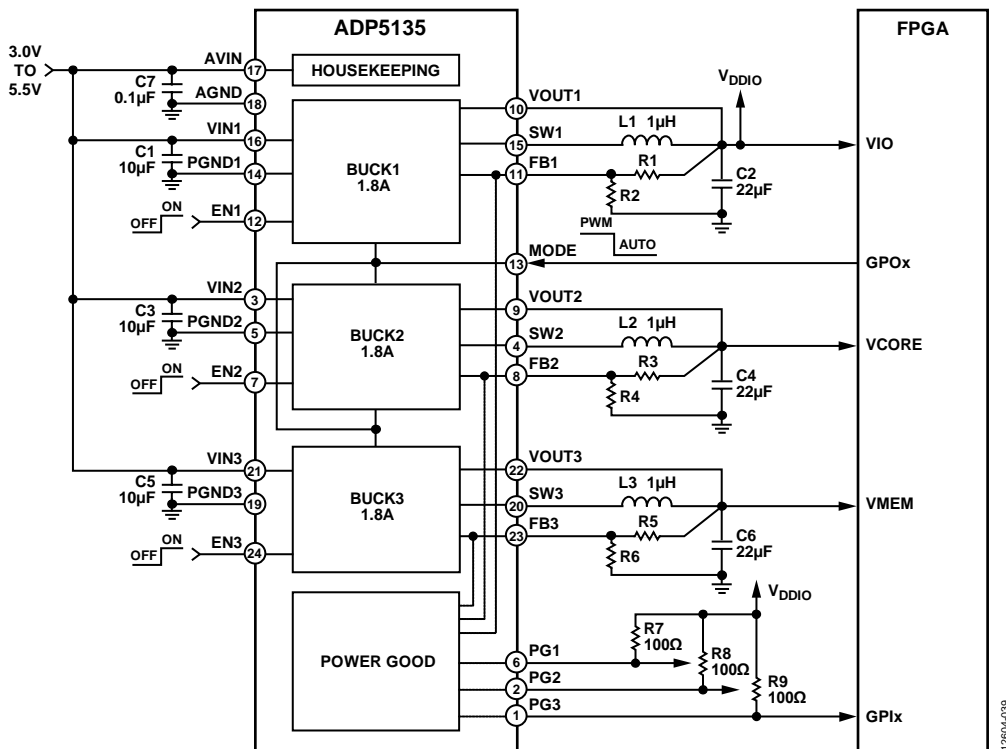 ADP5135
FPGA
3.0V
TO
5.5V
C7
0.1µF
AVIN
17
HOUSEKEEPING
AGND
18
VIN1
16
C1
10µF
PGND1
14
BUCK1
1.8A
OFF
ON
EN1
12
10
VOUT1
15
SW1
L1 1µH
11
FB1
R1
R2
VDDIO
C2
22µF
VIO
PWM
AUTO
13
MODE
GPOx
VIN2
3
C3
10µF
PGND2
5
BUCK2
1.8A
OFF
ON
EN2
7
9
VOUT2
4
SW2
L2 1µH
8
FB2
R3
R4
C4
22µF
VCORE
VIN3
21
C5
10µF
PGND3
19
BUCK3
1.8A
OFF
ON
EN3
24
22
VOUT3
20
SW3
L3 1µH
23
FB3
R5
R6
C6
22µF
VMEM
POWER GOOD
VDDIO
R7
100Ω
R8
100Ω
R9
100Ω
6
PG1
2
PG2
1
PG3
GPIx
12604-039